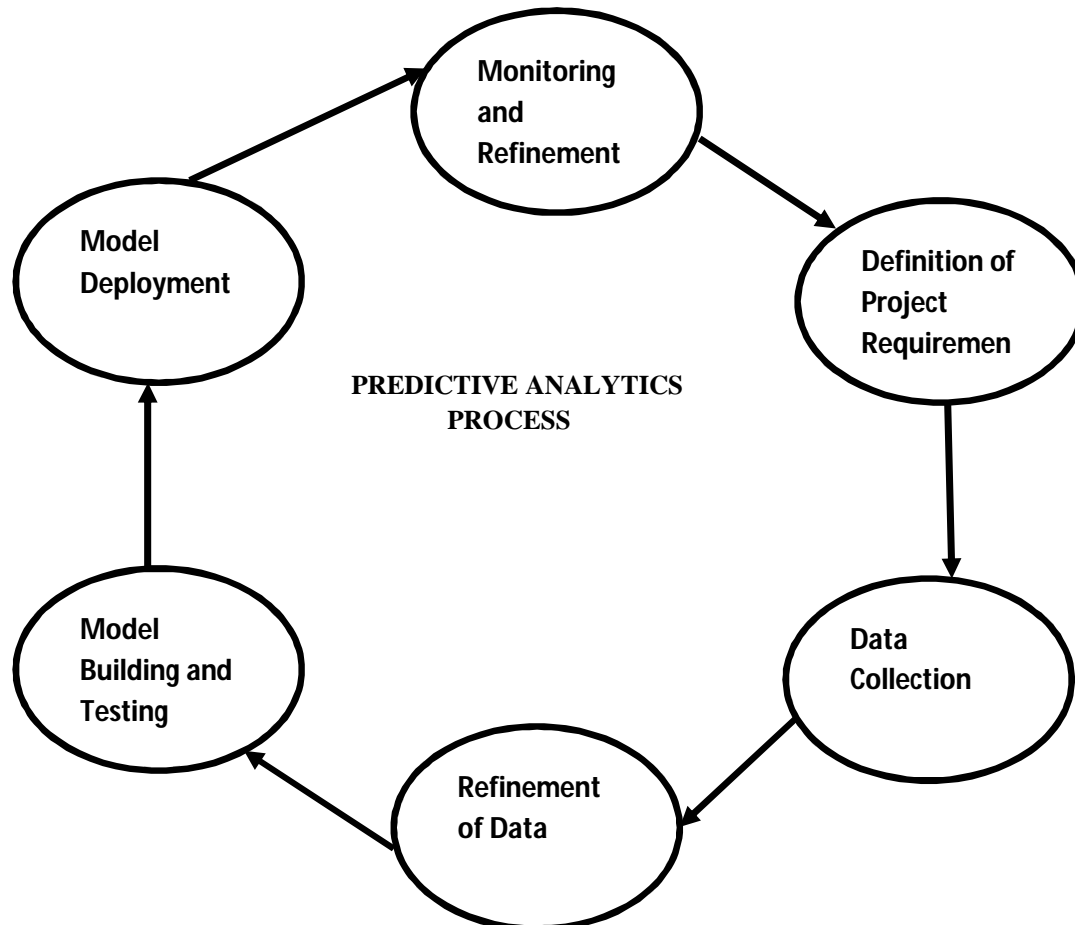 Monitoring
and
Refinement
Model
Deployment
Definition of
Project
Requiremen
PREDICTIVE ANALYTICS
PROCESS
Model
Building and
Testing
Data
Collection
Refinement
of Data